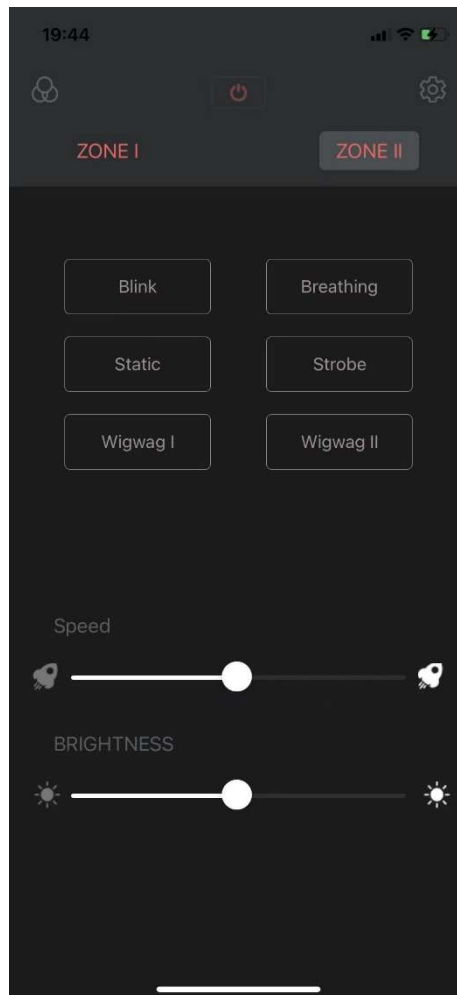 19:44
ZONE I
ZONE II
Blink
Breathing
Static
Strobe
Wigwag I
Wigwag II
Speed
BRIGHTNESS